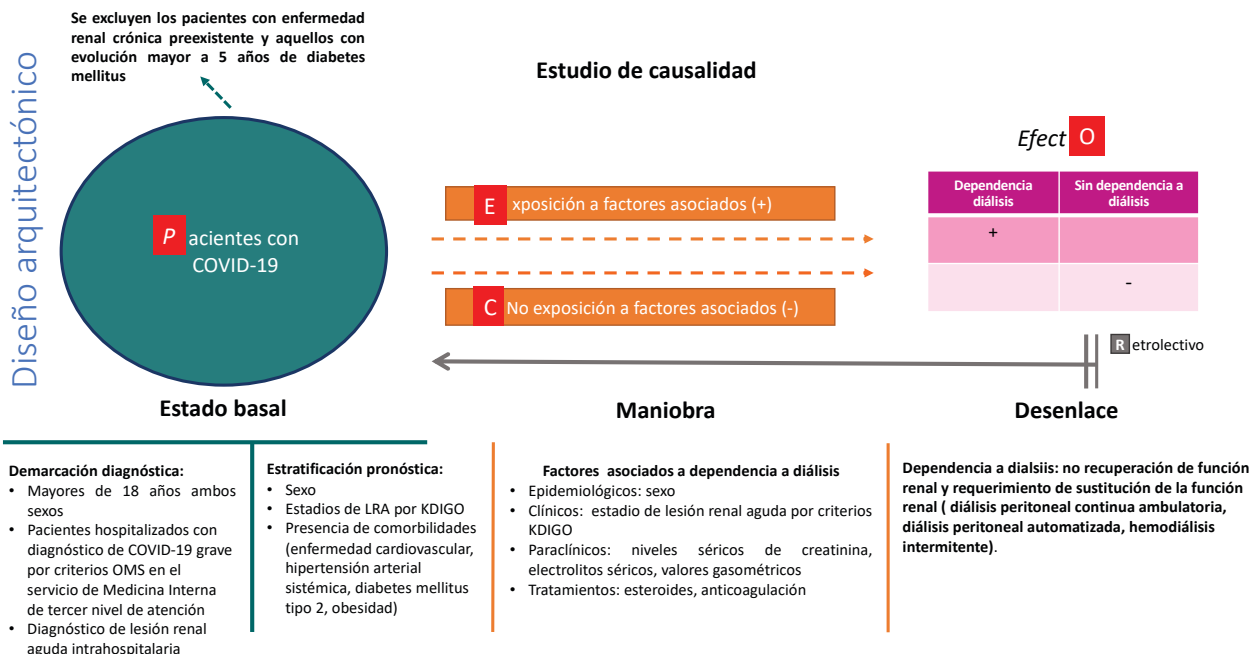 Diseño arquitectónico
Se excluyen los pacientes con enfermedad
renal crónica preexistente y aquellos con
evolución mayor a 5 años de diabetes
mellitus
Estudio de causalidad
Pacientes con
COVID-19
Exposición a factores asociados (+)
C No exposición a factores asociados (-)
Efect O
Dependencia
diálisis
Sin dependencia a
diálisis
+
-
Retrolectivo
Estado basal
Maniobra
Desenlace
Demarcación diagnóstica:
• Mayores de 18 años ambos
sexos
• Pacientes hospitalizados con
diagnóstico de COVID-19 grave
por criterios OMS en el
servicio de Medicina Interna
de tercer nivel de atención
• Diagnóstico de lesión renal
aguda intrahospitalaria
Estratificación pronóstica:
• Sexo
• Estadios de LRA por KDIGO
• Presencia de comorbilidades
(enfermedad cardiovascular,
hipertensión arterial
sistémica, diabetes mellitus
tipo 2, obesidad)
Factores asociados a dependencia a diálisis
• Epidemiológicos: sexo
• Clínicos: estadio de lesión renal aguda por criterios
KDIGO
• Paraclínicos: niveles séricos de creatinina,
electrolitos séricos, valores gasométricos
• Tratamientos: esteroides, anticoagulación
Dependencia a dialsiis: no recuperación de función
renal y requerimiento de sustitución de la función
renal ( diálisis peritoneal continua ambulatoria,
diálisis peritoneal automatizada, hemodiálisis
intermitente).